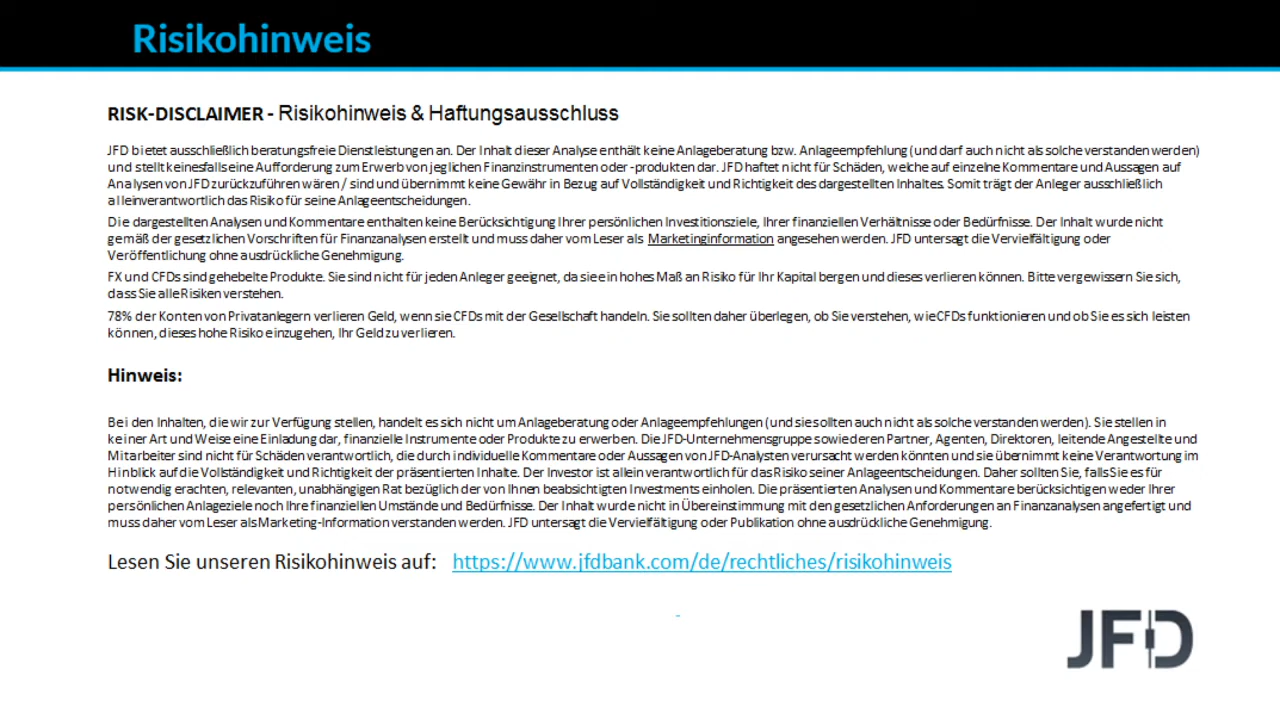 Risikohinweis
RISK-DISCLAIMER - Risikohinweis & Haftungsausschluss
JFD bietet ausschließlich beratungsfreie Dienstleistungen an. Der Inhalt dieser Analyse enthält keine Anlageberatung bzw. Anlageempfehlung (und darf auch nicht als solche verstanden werden)
und stellt keinesfalls eine Aufforderung zum Erwerb von jeglichen Finanzinstrumenten oder -produkten dar. JFD haftet nicht für Schäden, welche auf einzelne Kommentare und Aussagen auf
Analysen von JFD zurückzuführen wären / sind und übernimmt keine Gewähr in Bezug auf Vollständigkeit und Richtigkeit des dargestellten Inhaltes. Somit trägt der Anleger ausschließlich
alleinverantwortlich das Risiko für seine Anlageentscheidungen.
Die dargestellten Analysen und Kommentare enthalten keine Berücksichtigung Ihrer persönlichen Investitionsziele, Ihrer finanziellen Verhältnisse oder Bedürfnisse. Der Inhalt wurde nicht
gemäß der gesetzlichen Vorschriften für Finanzanalysen erstellt und muss daher vom Leser als Marketinginformation angesehen werden. JFD untersagt die Vervielfältigung oder
Veröffentlichung ohne ausdrückliche Genehmigung.
FX und CFDs sind gehebelte Produkte. Sie sind nicht für jeden Anleger geeignet, da sie ein hohes Maß an Risiko für Ihr Kapital bergen und dieses verlieren können. Bitte vergewissern Sie sich,
dass Sie alle Risiken verstehen.
78% der Konten von Privatanlegern verlieren Geld, wenn sie CFDs mit der Gesellschaft handeln. Sie sollten daher überlegen, ob Sie verstehen, wie CFDs funktionieren und ob Sie es sich leisten
können, dieses hohe Risiko einzugehen, Ihr Geld zu verlieren.
Hinweis:
Bei den Inhalten, die wir zur Verfügung stellen, handelt es sich nicht um Anlageberatung oder Anlageempfehlungen (und sie sollten auch nicht als solche verstanden werden). Sie stellen in
keiner Art und Weise eine Einladung dar, finanzielle Instrumente oder Produkte zu erwerben. Die JFD-Unternehmensgruppe sowie deren Partner, Agenten, Direktoren, leitende Angestellte und
Mitarbeiter sind nicht für Schäden verantwortlich, die durch individuelle Kommentare oder Aussagen von JFD-Analysten verursacht werden könnten und sie übernimmt keine Verantwortung im
Hinblick auf die Vollständigkeit und Richtigkeit der präsentierten Inhalte. Der Investor ist allein verantwortlich für das Risiko seiner Anlageentscheidungen. Daher sollten Sie, falls Sie es für
notwendig erachten, relevanten, unabhängigen Rat bezüglich der von Ihnen beabsichtigten Investments einholen. Die präsentierten Analysen und Kommentare berücksichtigen weder Ihrer
persönlichen Anlageziele noch Ihre finanziellen Umstände und Bedürfnisse. Der Inhalt wurde nicht in Übereinstimmung mit den gesetzlichen Anforderungen an Finanzanalysen angefertigt und
muss daher vom Leser als Marketing-Information verstanden werden. JFD untersagt die Vervielfältigung oder Publikation ohne ausdrückliche Genehmigung.
Lesen Sie unseren Risikohinweis auf: https://www.jfdbank.com/de/rechtliches/risikohinweis
JFD